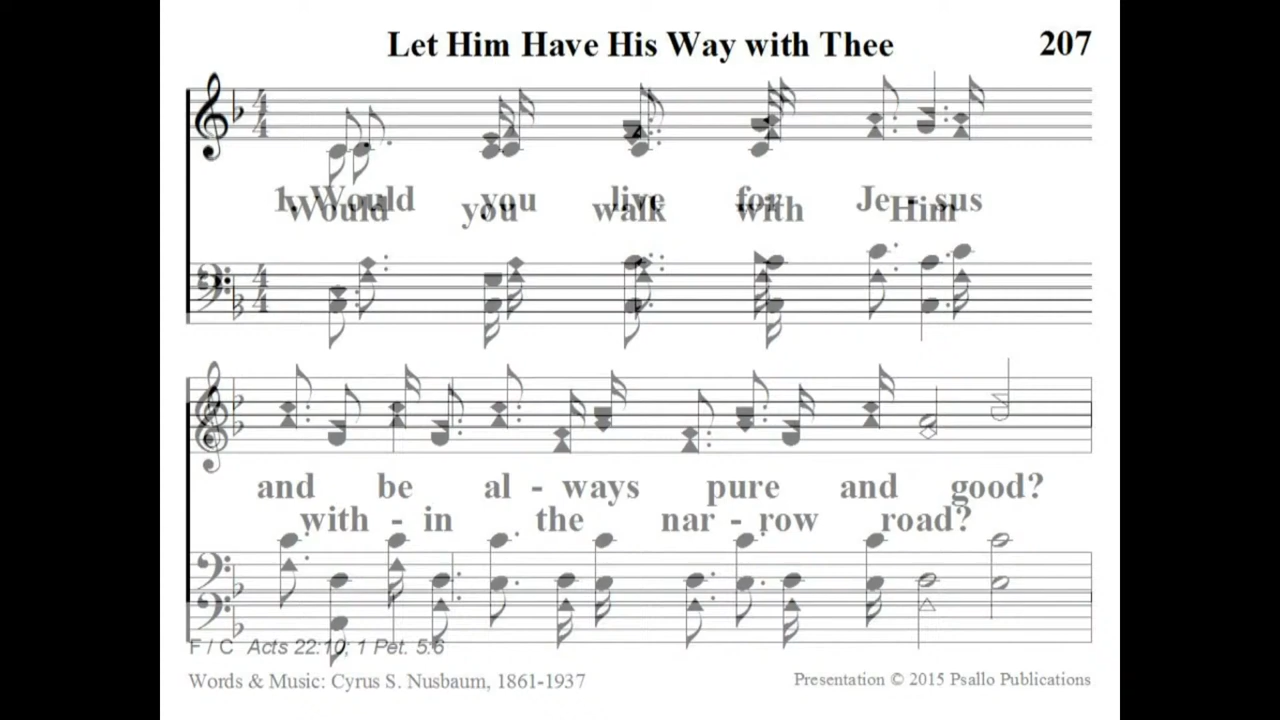 Let Him Have His Way with Thee 207
1. Would you live for Je - sus
Would you walk with Him
and be al - ways pure and good?
with - in the nar - row road?
F / C Acts 22:10; 1 Pet. 5:6
Words & Music: Cyrus S. Nusbaum, 1861-1937 Presentation © 2015 Psallo Publications